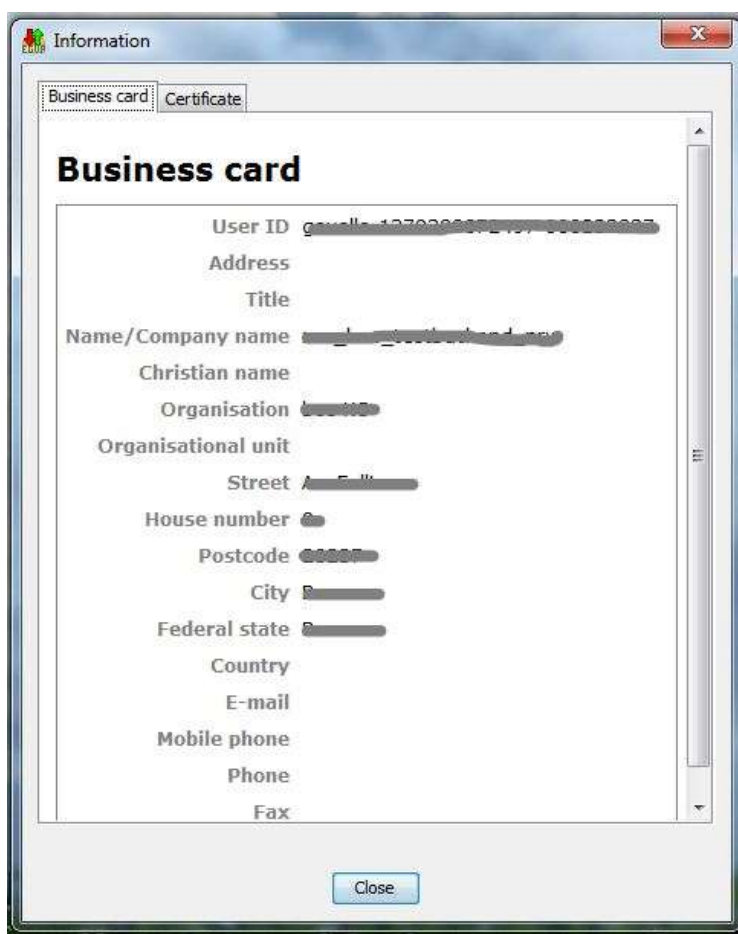 Information
Business card
Certificate
Business card
User ID
Address
Title
Name/Company name
Christian name
Organisation
Organisational unit
Street
House number
Postcode
City
Federal state
Country
E-mail
Mobile phone
Phone
Fax
Close